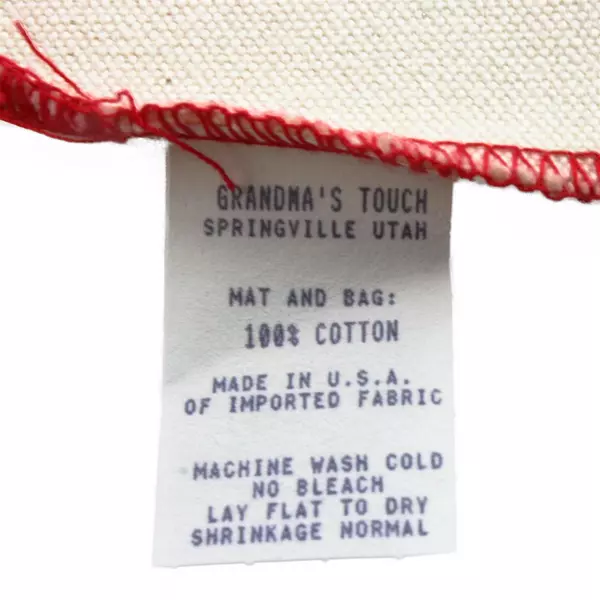 GRANDMA'S TOUCH
SPRINGVILLE UTAH
MAT AND BAG:
100% COTTON
MADE IN U.S.A.
OF IMPORTED FABRIC
MACHINE WASH COLD
NO BLEACH
LAY FLAT TO DRY
SHRINKAGE NORMAL